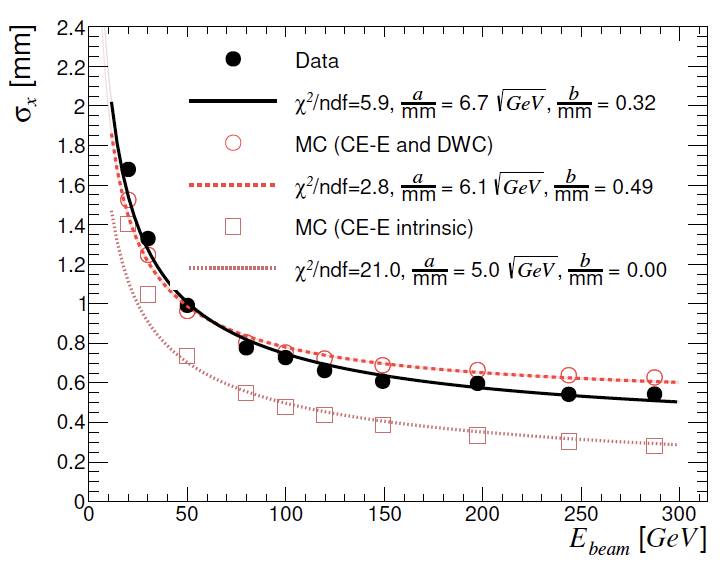 σx [mm]
2.4
2.2
2
1.8
1.6
1.4
1.2
1
0.8
0.6
0.4
0.2
0
Data
χ²/ndf=5.9, a/mm = 6.7 √GeV, b/mm = 0.32
MC (CE-E and DWC)
χ²/ndf=2.8, a/mm = 6.1 √GeV, b/mm = 0.49
MC (CE-E intrinsic)
χ²/ndf=21.0, a/mm = 5.0 √GeV, b/mm = 0.00
0 50 100 150 200 250 300
Ebeam [GeV]